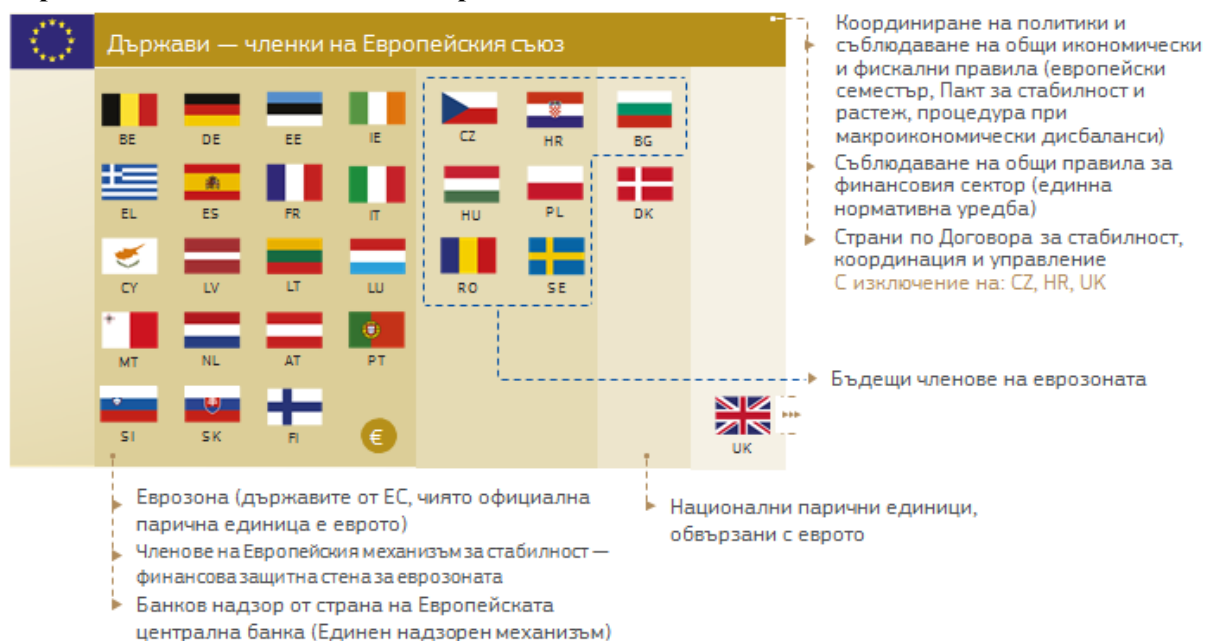 Държави — членки на Европейския съюз
BE DE EE IE CZ HR BG
EL ES FR IT HU PL DK
CY LV LT LU RO SE
MT NL AT PT
SI SK FI €
UK
Координиране на политики и
съблюдаване на общи икономически
и фискални правила (европейски
семестър, Пакт за стабилност и
растеж, процедура при
макроикономически дисбаланси)
Съблюдаване на общи правила за
финансовия сектор (единна
нормативна уредба)
Страни по Договора за стабилност,
координация и управление
С изключение на: CZ, HR, UK
Бъдещи членове на еврозоната
Еврозона (държавите от ЕС, чиято официална
парична единица е еврото)
Членове на Европейския механизъм за стабилност —
финансова защитна стена за еврозоната
Банков надзор от страна на Европейската
централна банка (Единен надзорен механизъм)
Национални парични единици,
обвързани с еврото